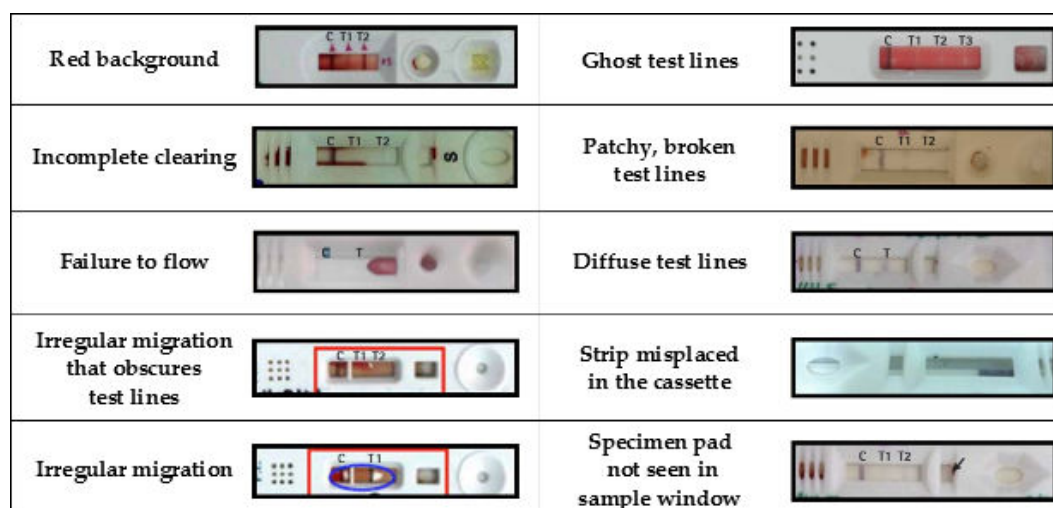 Red background
C T1 T2
Ghost test lines
C T1 T2 T3
Incomplete clearing
C T1 T2
S
Patchy, broken
test lines
C T1 T2
Failure to flow
C T
Diffuse test lines
C T
Irregular migration
that obscures
test lines
C T1 T2
Strip misplaced
in the cassette
Irregular migration
C T1
Specimen pad
not seen in
sample window
C T1 T2